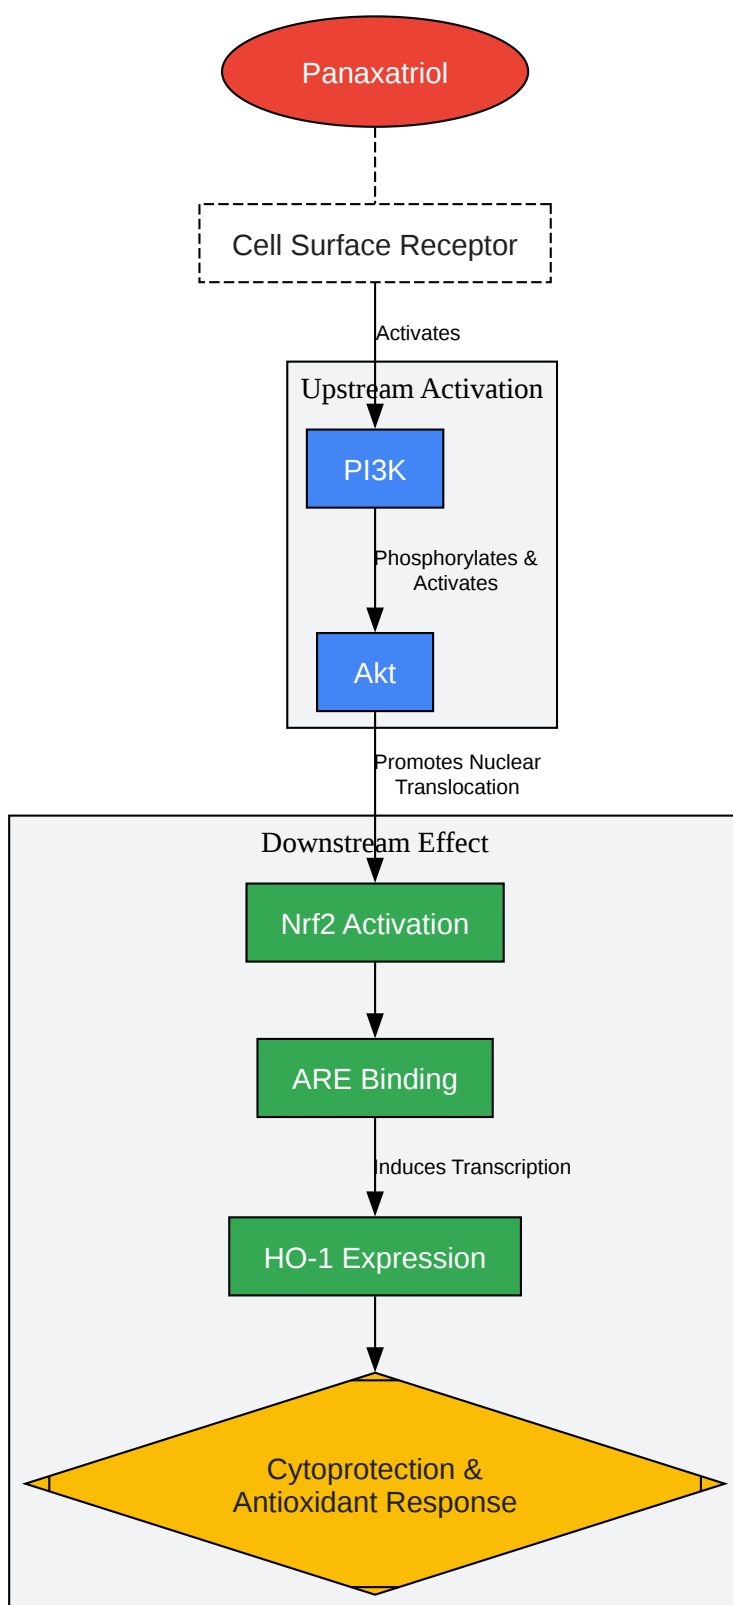 Panaxatriol
Cell Surface Receptor
Activates
Upstream Activation
PI3K
Phosphorylates &
Activates
Akt
Promotes Nuclear
Translocation
Downstream Effect
Nrf2 Activation
ARE Binding
Induces Transcription
HO-1 Expression
Cytoprotection &
Antioxidant Response